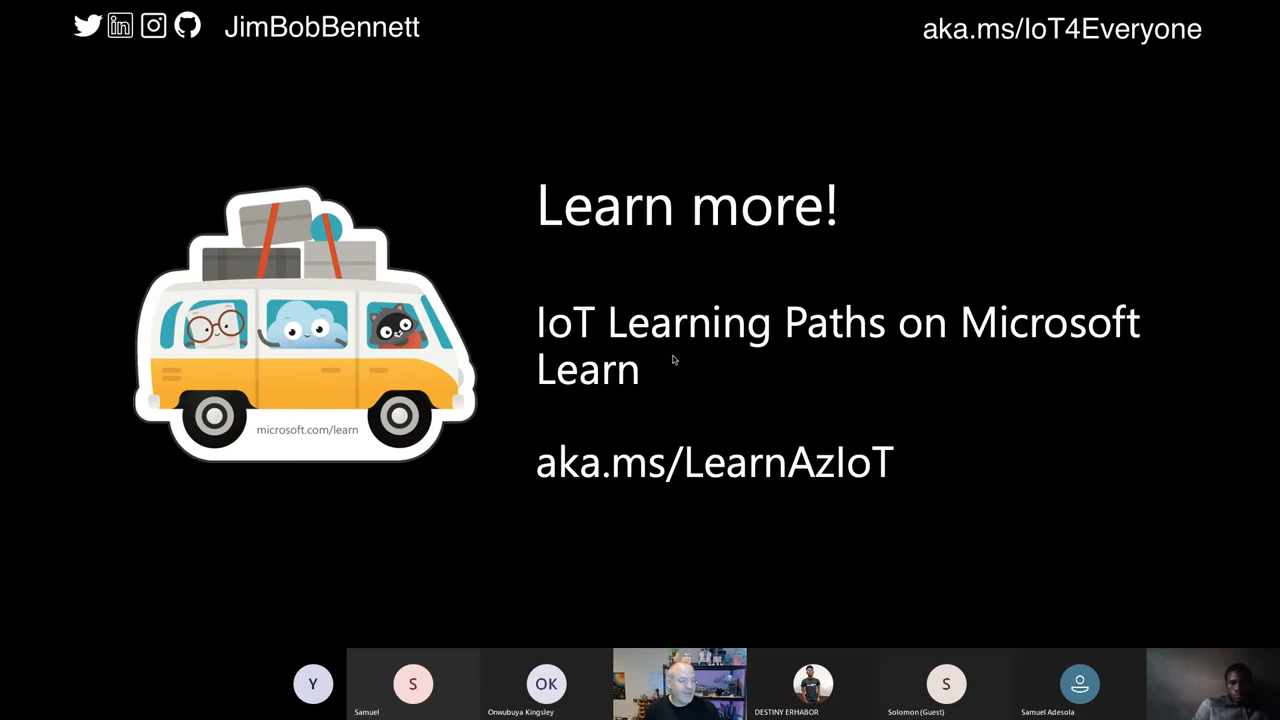 JimBobBennett
aka.ms/IoT4Everyone
Learn more!
IoT Learning Paths on Microsoft
Learn
aka.ms/LearnAzIoT
microsoft.com/learn
Y
S
OK
S
Samuel
Onwubuya Kingsley
DESTINY ERHABOR
Solomon (Guest)
Samuel Adesola